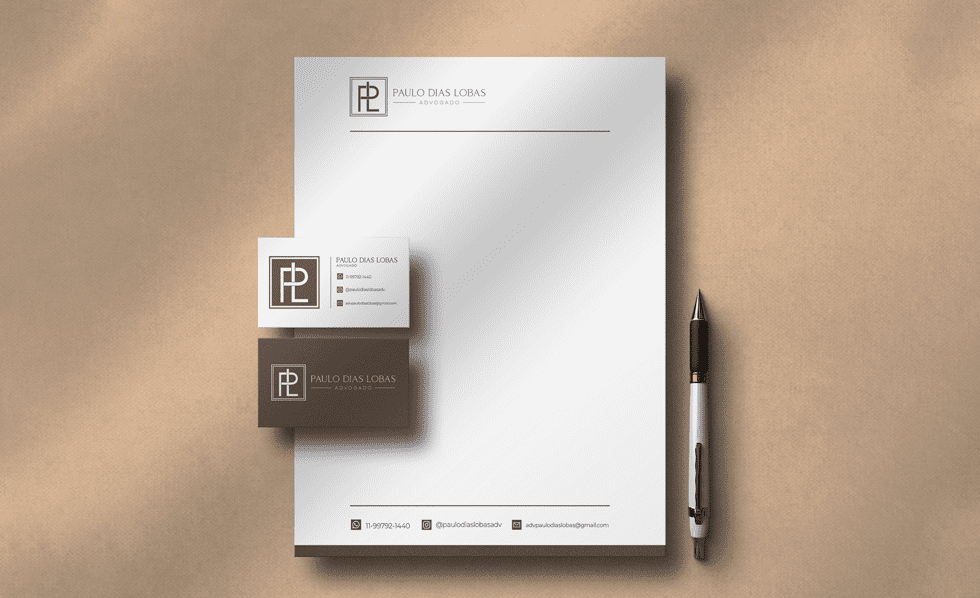 PL PAULO DIAS LOBAS
ADVOGADO
PL PAULO DIAS LOBAS
ADVOGADO
11-99792-1440
@paulodiaslobasadv
advpaulodiaslobas@gmail.com
PL PAULO DIAS LOBAS
ADVOGADO
11-99792-1440 @paulodiaslobasadv advpaulodiaslobas@gmail.com